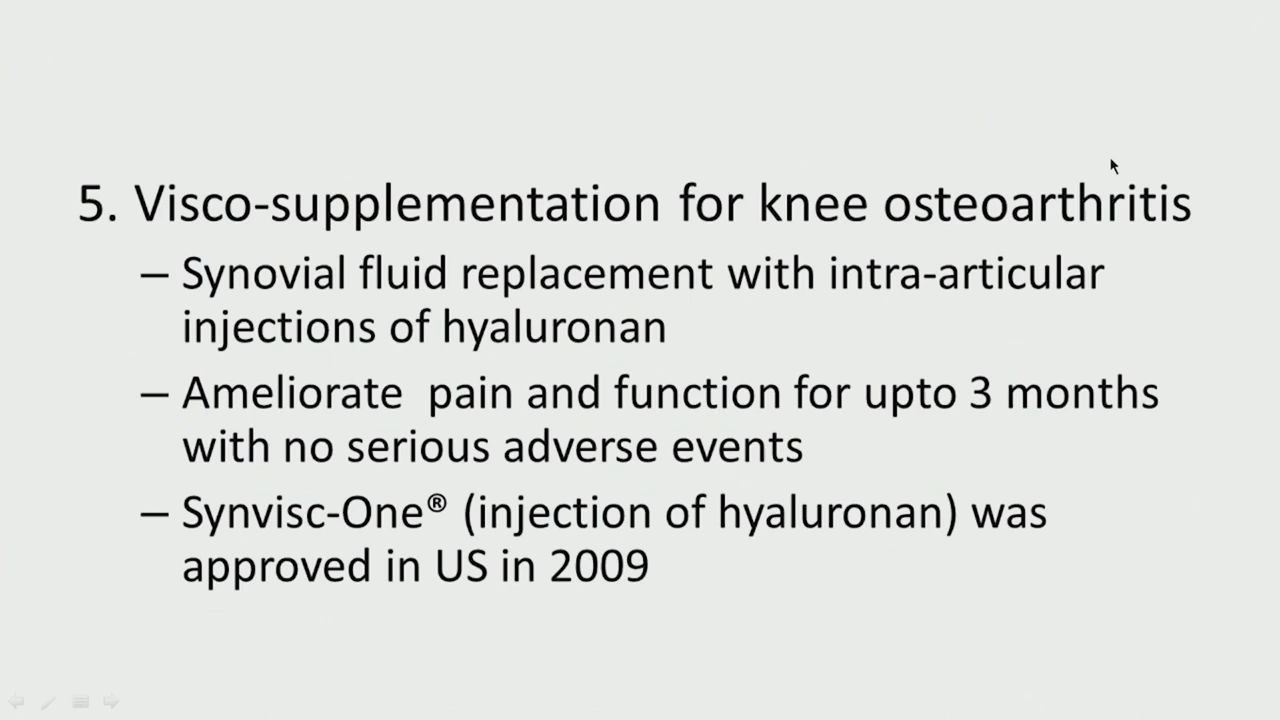 5. Visco-supplementation for knee osteoarthritis
– Synovial fluid replacement with intra-articular
injections of hyaluronan
– Ameliorate  pain and function for upto 3 months
with no serious adverse events
– Synvisc-One® (injection of hyaluronan) was
approved in US in 2009